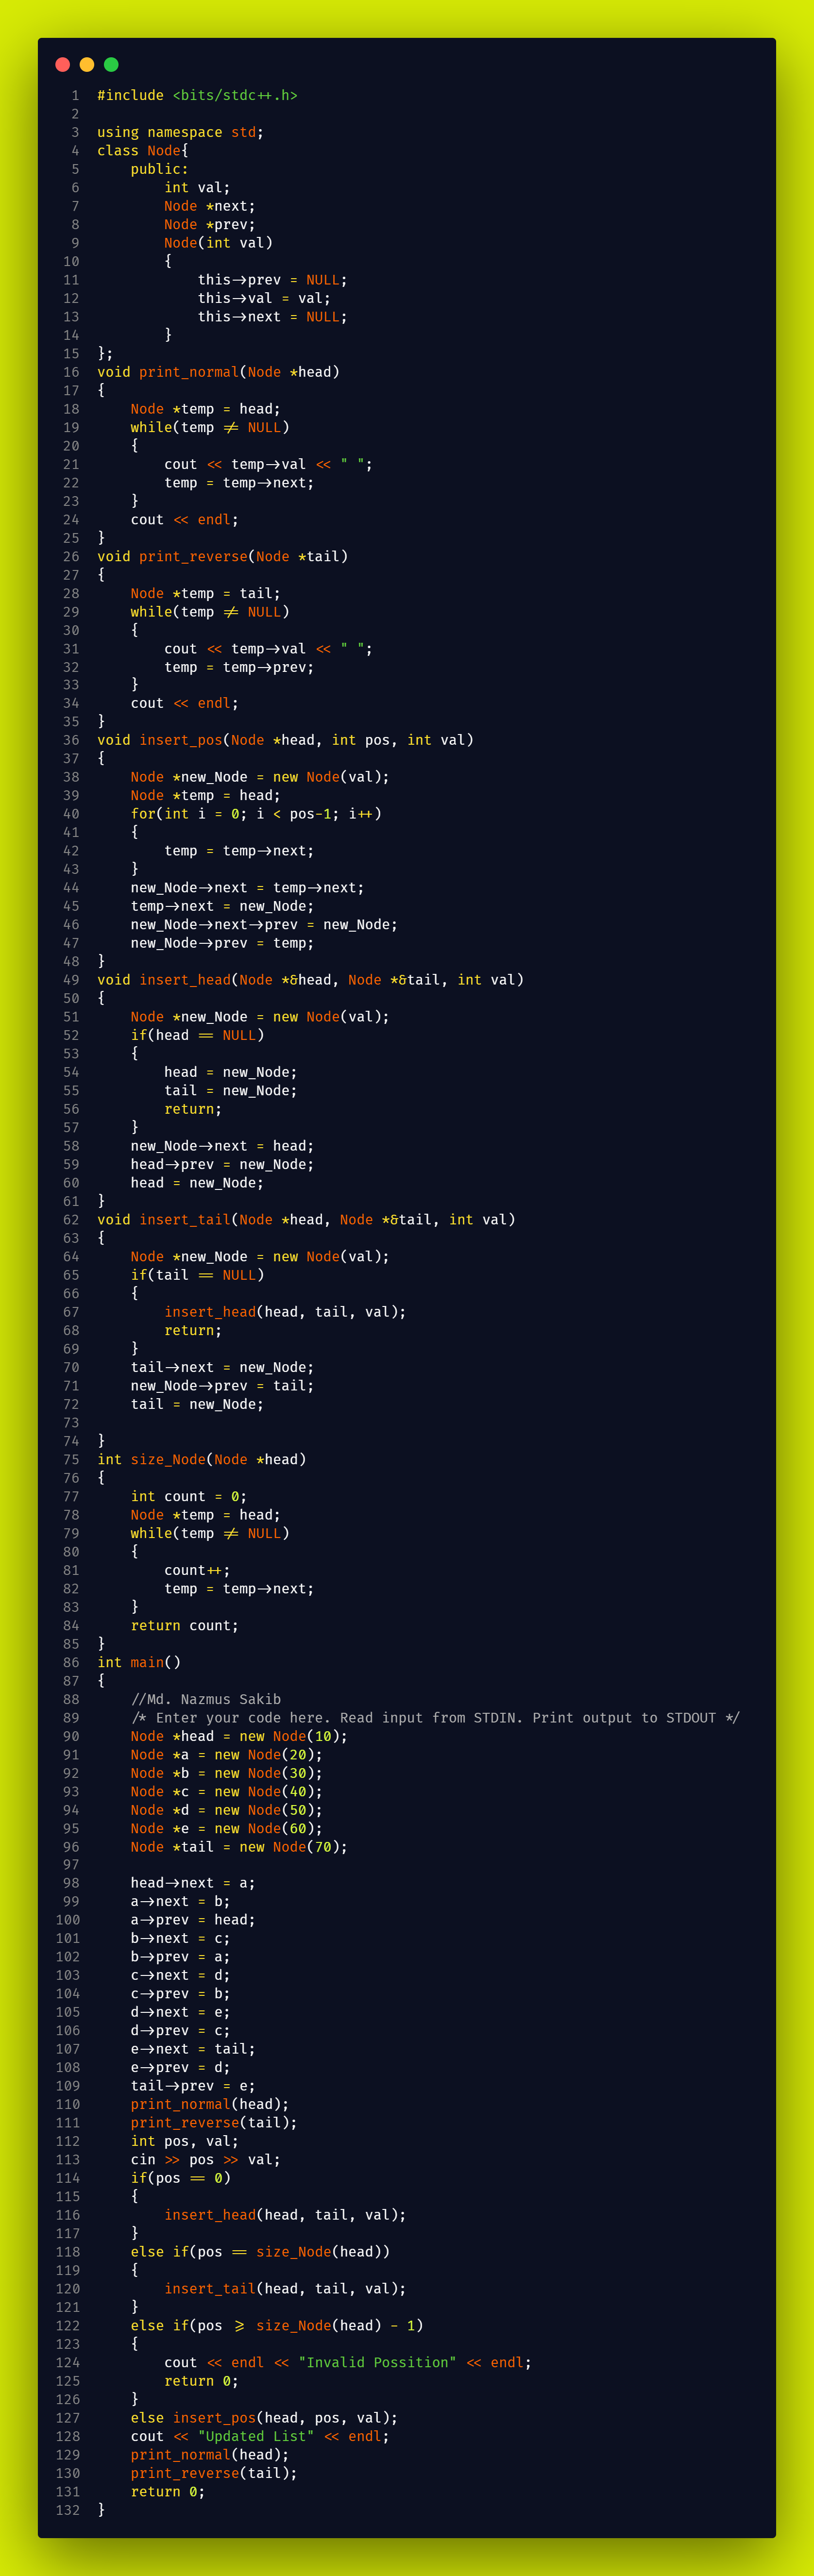 1 #include <bits/stdc++.h>
2
3 using namespace std;
4 class Node{
5     public:
6         int val;
7         Node *next;
8         Node *prev;
9         Node(int val)
10         {
11             this->prev = NULL;
12             this->val = val;
13             this->next = NULL;
14         }
15 };
16 void print_normal(Node *head)
17 {
18     Node *temp = head;
19     while(temp != NULL)
20     {
21         cout << temp->val << " ";
22         temp = temp->next;
23     }
24     cout << endl;
25 }
26 void print_reverse(Node *tail)
27 {
28     Node *temp = tail;
29     while(temp != NULL)
30     {
31         cout << temp->val << " ";
32         temp = temp->prev;
33     }
34     cout << endl;
35 }
36 void insert_pos(Node *head, int pos, int val)
37 {
38     Node *new_Node = new Node(val);
39     Node *temp = head;
40     for(int i = 0; i < pos-1; i++)
41     {
42         temp = temp->next;
43     }
44     new_Node->next = temp->next;
45     temp->next = new_Node;
46     new_Node->next->prev = new_Node;
47     new_Node->prev = temp;
48 }
49 void insert_head(Node *&head, Node *&tail, int val)
50 {
51     Node *new_Node = new Node(val);
52     if(head == NULL)
53     {
54         head = new_Node;
55         tail = new_Node;
56         return;
57     }
58     new_Node->next = head;
59     head->prev = new_Node;
60     head = new_Node;
61 }
62 void insert_tail(Node *head, Node *&tail, int val)
63 {
64     Node *new_Node = new Node(val);
65     if(tail == NULL)
66     {
67         insert_head(head, tail, val);
68         return;
69     }
70     tail->next = new_Node;
71     new_Node->prev = tail;
72     tail = new_Node;
73
74 }
75 int size_Node(Node *head)
76 {
77     int count = 0;
78     Node *temp = head;
79     while(temp != NULL)
80     {
81         count++;
82         temp = temp->next;
83     }
84     return count;
85 }
86 int main()
87 {
88     //Md. Nazmus Sakib
89     /* Enter your code here. Read input from STDIN. Print output to STDOUT */
90     Node *head = new Node(10);
91     Node *a = new Node(20);
92     Node *b = new Node(30);
93     Node *c = new Node(40);
94     Node *d = new Node(50);
95     Node *e = new Node(60);
96     Node *tail = new Node(70);
97
98     head->next = a;
99     a->next = b;
100     a->prev = head;
101     b->next = c;
102     b->prev = a;
103     c->next = d;
104     c->prev = b;
105     d->next = e;
106     d->prev = c;
107     e->next = tail;
108     e->prev = d;
109     tail->prev = e;
110     print_normal(head);
111     print_reverse(tail);
112     int pos, val;
113     cin >> pos >> val;
114     if(pos == 0)
115     {
116         insert_head(head, tail, val);
117     }
118     else if(pos == size_Node(head))
119     {
120         insert_tail(head, tail, val);
121     }
122     else if(pos >= size_Node(head) - 1)
123     {
124         cout << endl << "Invalid Possition" << endl;
125         return 0;
126     }
127     else insert_pos(head, pos, val);
128     cout << "Updated List" << endl;
129     print_normal(head);
130     print_reverse(tail);
131     return 0;
132 }